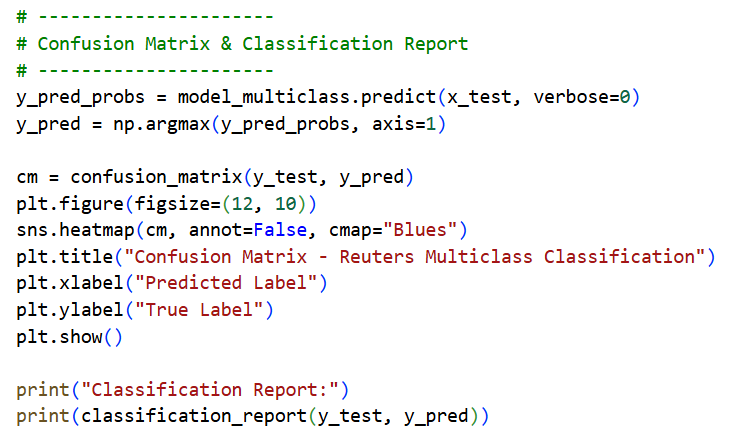 # ----------------------
# Confusion Matrix & Classification Report
# ----------------------
y_pred_probs = model_multiclass.predict(x_test, verbose=0)
y_pred = np.argmax(y_pred_probs, axis=1)

cm = confusion_matrix(y_test, y_pred)
plt.figure(figsize=(12, 10))
sns.heatmap(cm, annot=False, cmap="Blues")
plt.title("Confusion Matrix - Reuters Multiclass Classification")
plt.xlabel("Predicted Label")
plt.ylabel("True Label")
plt.show()

print("Classification Report:")
print(classification_report(y_test, y_pred))